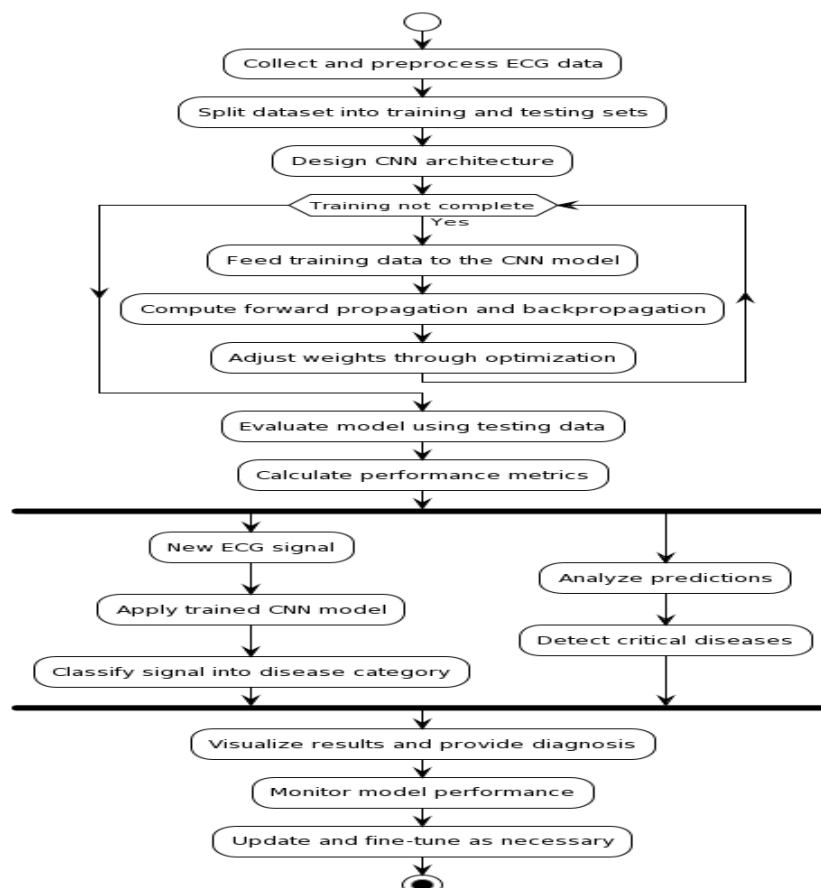 Collect and preprocess ECG data
Split dataset into training and testing sets
Design CNN architecture
Training not complete
Yes
Feed training data to the CNN model
Compute forward propagation and backpropagation
Adjust weights through optimization
Evaluate model using testing data
Calculate performance metrics
New ECG signal
Apply trained CNN model
Classify signal into disease category
Analyze predictions
Detect critical diseases
Visualize results and provide diagnosis
Monitor model performance
Update and fine-tune as necessary